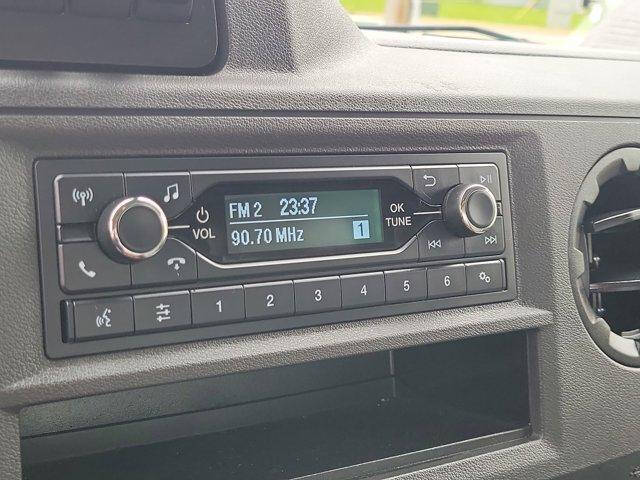 FM 2 23:37
90.70 MHz 1
VOL
OK
TUNE
1 2 3 4 5 6